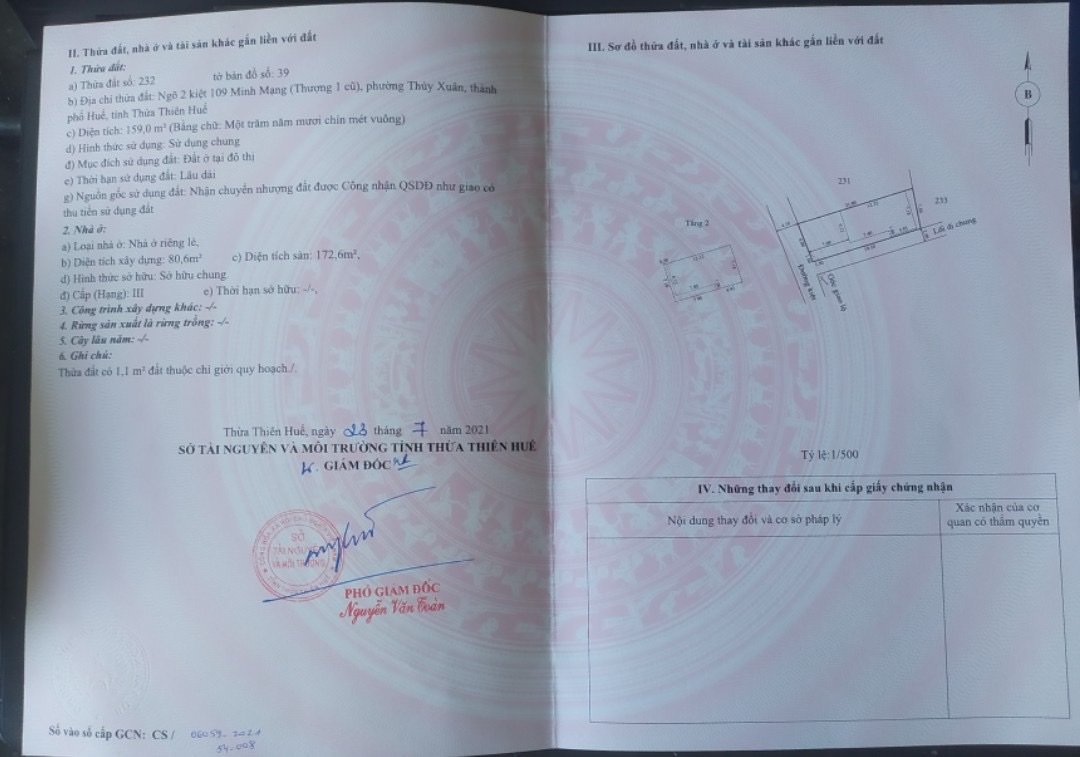 II. Thửa đất, nhà ở và tài sản khác gắn liền với đất
1. Thửa đất:
a) Thửa đất số: 232 tờ bản đồ số: 39
b) Địa chỉ thửa đất: Ngõ 2 kiệt 109 Minh Mạng (Thượng 1 cũ), phường Thủy Xuân, thành
phố Huế, tỉnh Thừa Thiên Huế
c) Diện tích: 159,0 m² (Bằng chữ: Một trăm năm mươi chín mét vuông)
d) Hình thức sử dụng: Sử dụng chung
đ) Mục đích sử dụng đất: Đất ở tại đô thị
e) Thời hạn sử dụng đất: Lâu dài
g) Nguồn gốc sử dụng đất: Nhận chuyển nhượng đất được Công nhận QSDĐ như giao có
thu tiền sử dụng đất
2. Nhà ở:
a) Loại nhà ở: Nhà ở riêng lẻ,
b) Diện tích xây dựng: 80,6m² c) Diện tích sàn: 172,6m²,
d) Hình thức sở hữu: Sở hữu chung
đ) Cấp (Hạng): III e) Thời hạn sở hữu: -/-,
3. Công trình xây dựng khác: -/-
4. Rừng sản xuất là rừng trồng: -/-
5. Cây lâu năm: -/-
6. Ghi chú:
Thửa đất có 1,1 m² đất thuộc chỉ giới quy hoạch./.
Thừa Thiên Huế, ngày 23 tháng 7 năm 2021
SỞ TÀI NGUYÊN VÀ MÔI TRƯỜNG TỈNH THỪA THIÊN HUẾ
GIÁM ĐỐC
SỞ
TÀI NGUYÊN
VÀ MÔI TRƯỜNG
PHÓ GIÁM ĐỐC
Nguyễn Văn Toàn
Số vào sổ cấp GCN: CS / 06059-2021
54-008
III. Sơ đồ thửa đất, nhà ở và tài sản khác gắn liền với đất
B
231
233
Tầng 2
Lối đi chung
Đường kiệt
Góc giao lộ
Tỷ lệ:1/500
IV. Những thay đổi sau khi cấp giấy chứng nhận
Nội dung thay đổi và cơ sở pháp lý
Xác nhận của cơ
quan có thẩm quyền